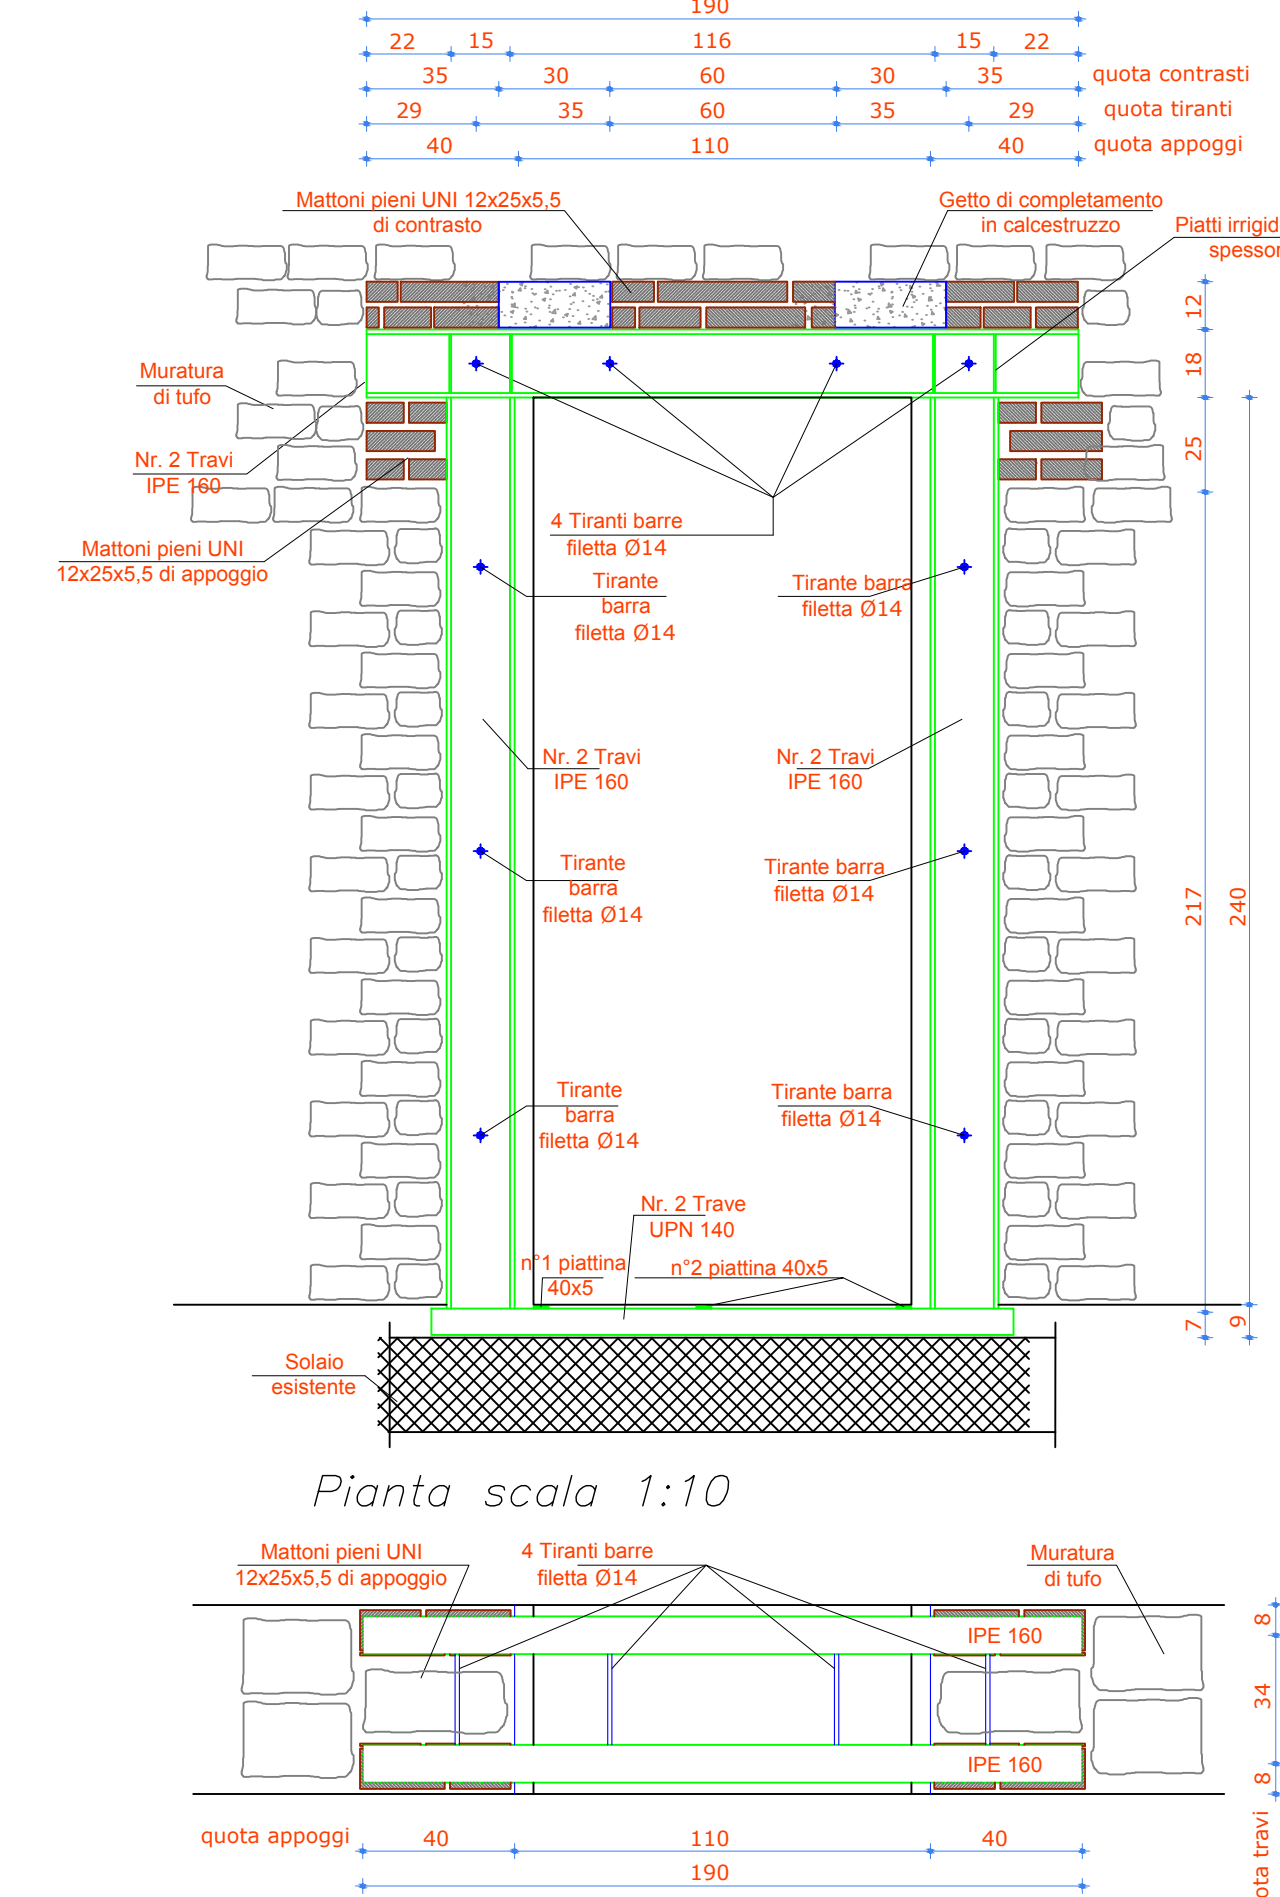 190
22 15 116 15 22
35 30 60 30 35 quota contrasti
29 35 60 35 29 quota tiranti
40 110 40 quota appoggi
Mattoni pieni UNI 12x25x5,5
di contrasto
Getto di completamento
in calcestruzzo
Piatti irrigid
spessor
12
18
25
217
240
7
9
Muratura
di tufo
Nr. 2 Travi
IPE 160
Mattoni pieni UNI
12x25x5,5 di appoggio
4 Tiranti barre
filetta Ø14
Tirante
barra
filetta Ø14
Tirante barra
filetta Ø14
Nr. 2 Travi
IPE 160
Nr. 2 Travi
IPE 160
Tirante
barra
filetta Ø14
Tirante barra
filetta Ø14
Tirante
barra
filetta Ø14
Tirante barra
filetta Ø14
Nr. 2 Trave
UPN 140
n°1 piattina
40x5
n°2 piattina 40x5
Solaio
esistente
Pianta scala 1:10
Mattoni pieni UNI
12x25x5,5 di appoggio
4 Tiranti barre
filetta Ø14
Muratura
di tufo
IPE 160
IPE 160
8
34
8
ota travi
quota appoggi 40 110 40
190